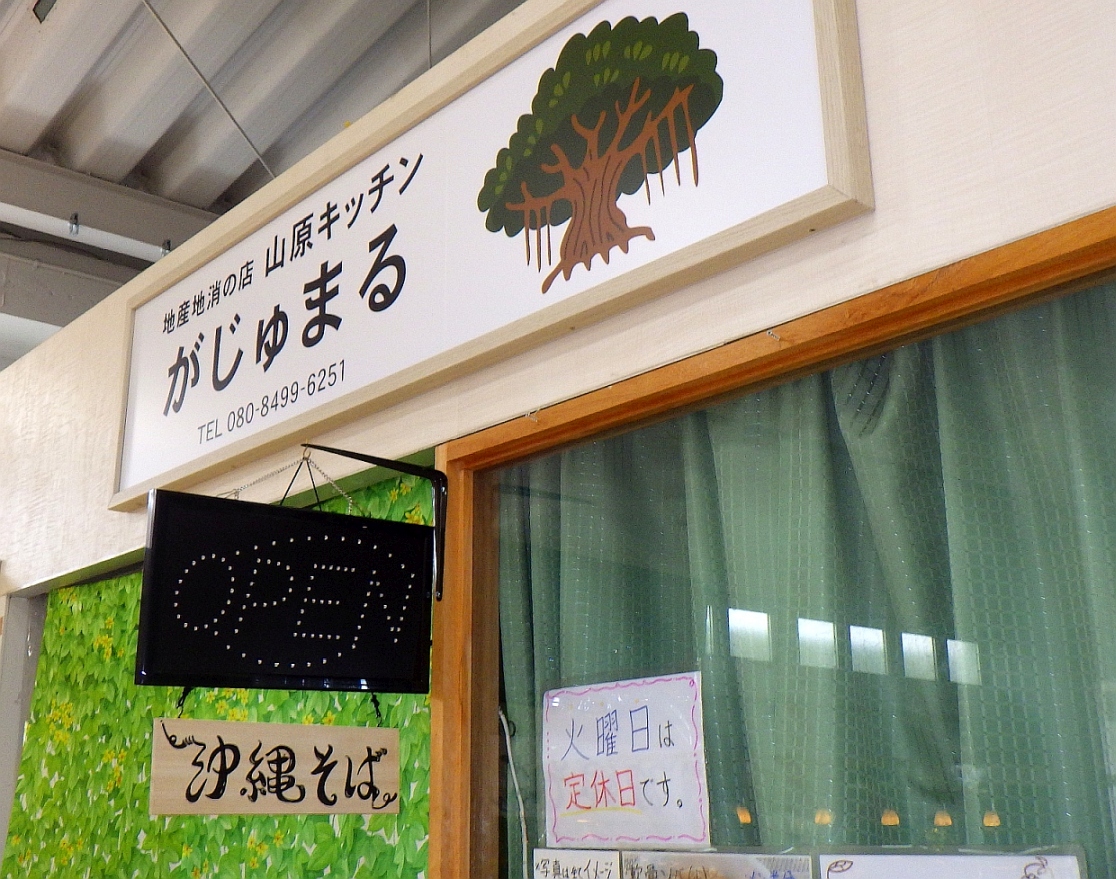 地産地消の店 山原キッチン
がじゅまる
TEL 080-8499-6251
OPEN
沖縄そば
火曜日は
定休日です。